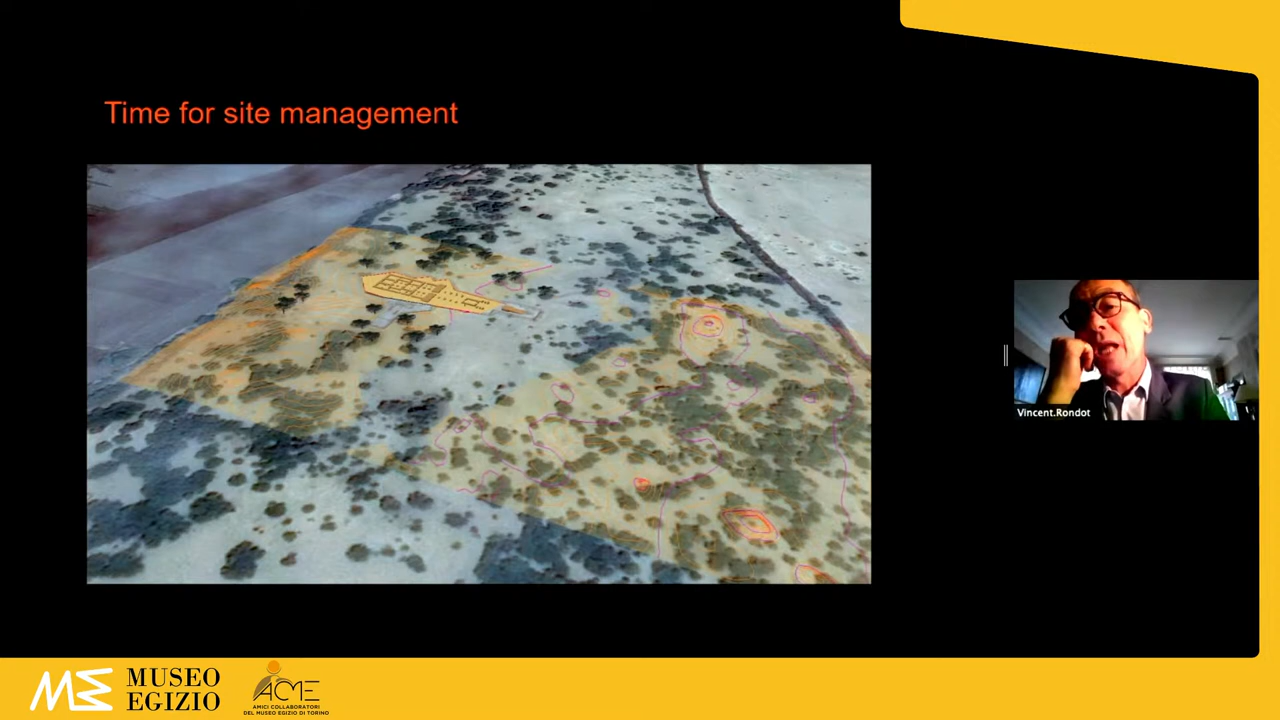 Time for site management
Vincent.Rondot
MUSEO
EGIZIO
ACME
AMICI COLLABORATORI
DEL MUSEO EGIZIO DI TORINO